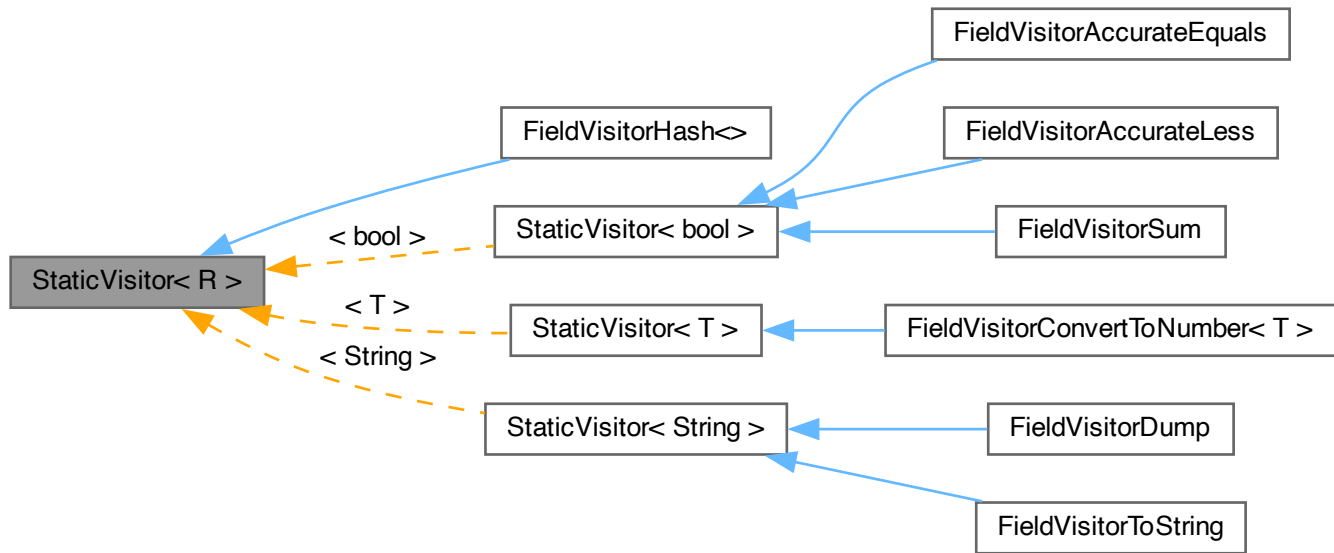 FieldVisitorAccurateEquals
FieldVisitorHash<>
FieldVisitorAccurateLess
< bool >
StaticVisitor< bool >
FieldVisitorSum
StaticVisitor< R >
< T >
StaticVisitor< T >
FieldVisitorConvertToNumber< T >
< String >
StaticVisitor< String >
FieldVisitorDump
FieldVisitorToString